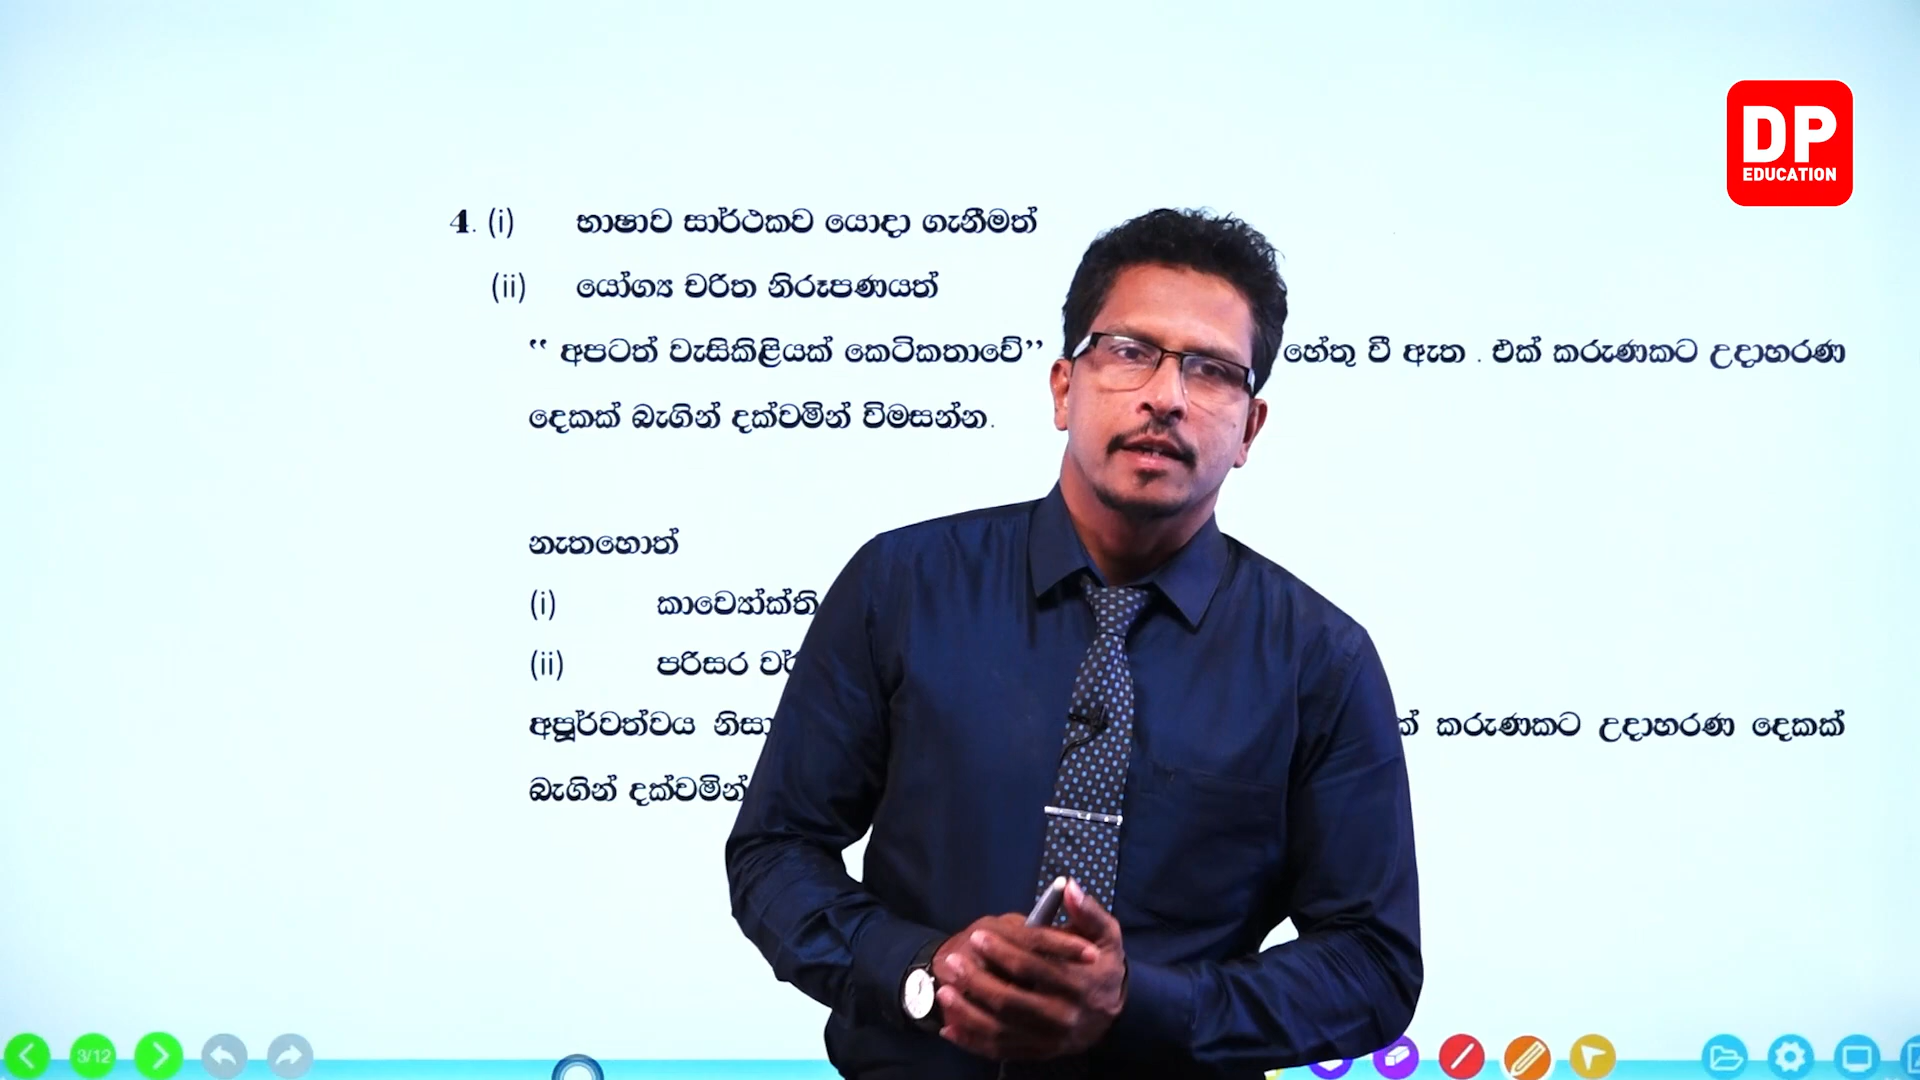 DP
EDUCATION
4. (i) භාෂාව සාර්ථකව යොදා ගැනීමත්
(ii) යෝග්‍ය චරිත නිරූපණයත්
“ අපටත් වැසිකිළියක් කෙටිකතාවේ” හේතු වී ඇත . එක් කරුණකට උදාහරණ
දෙකක් බැගින් දක්වමින් විමසන්න.
නැතහොත්
(i) කාව්‍යෝක්ති
(ii) පරිසර
අපූර්වත්වය කරුණකට උදාහරණ දෙකක්
බැගින් දක්වමින්
3/12